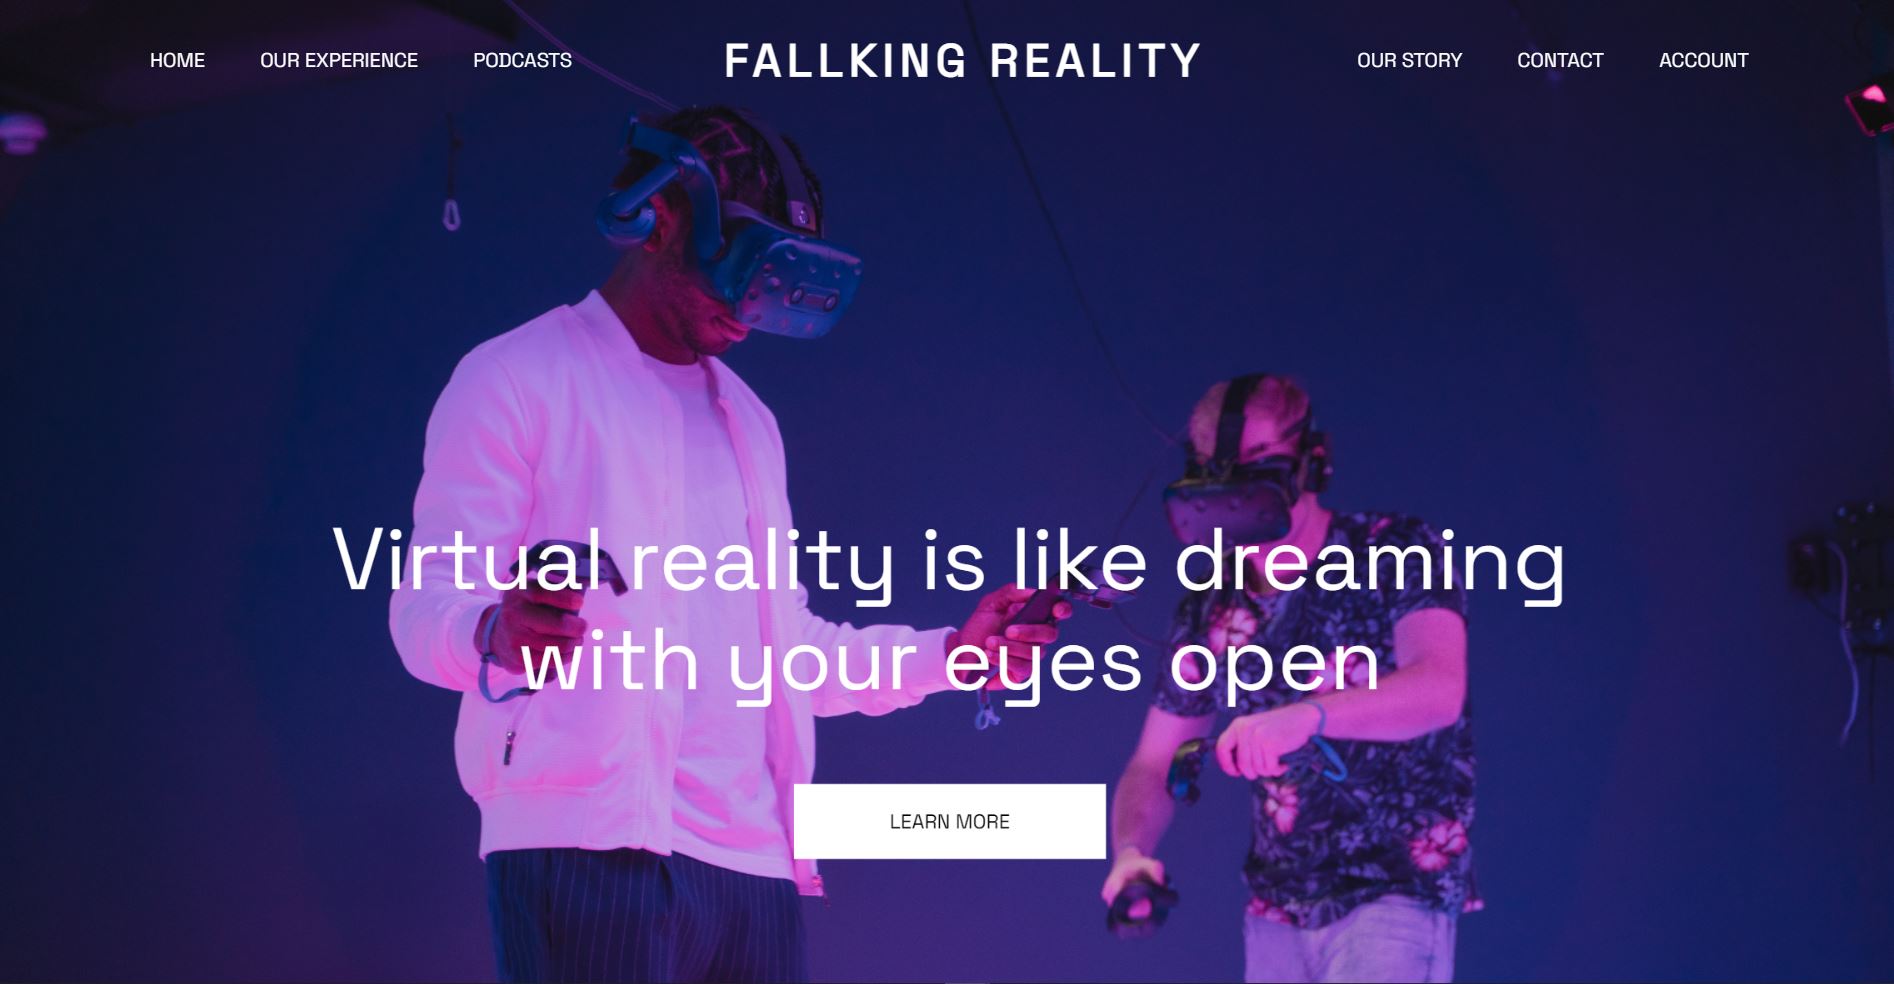 HOME OUR EXPERIENCE PODCASTS FALLKING REALITY OUR STORY CONTACT ACCOUNT
Virtual reality is like dreaming
with your eyes open
LEARN MORE